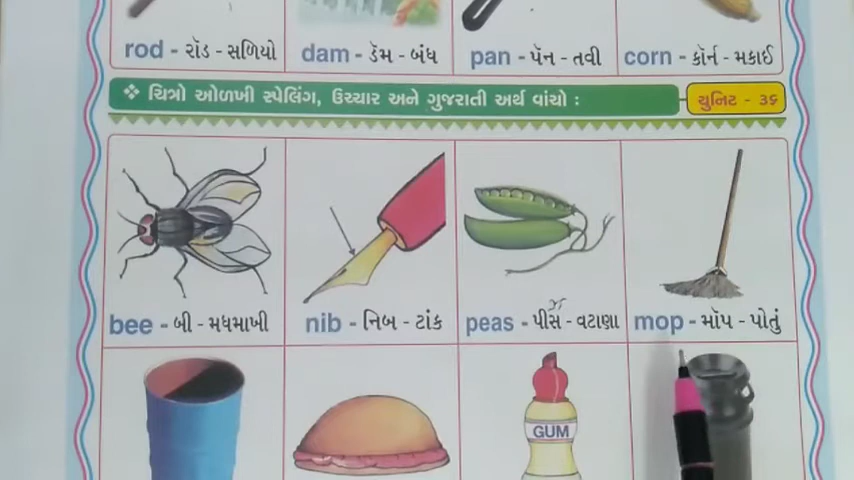 rod - રૉડ - સળિયો
dam - ડૅમ - બંધ
pan - પૅન - તવી
corn - કૉર્ન - મકાઈ
❖ ચિત્રો ઓળખી સ્પેલિંગ, ઉચ્ચાર અને ગુજરાતી અર્થ વાંચો :
યુનિટ - ૩૬
bee - બી - મધમાખી
nib - નિબ - ટાંક
peas - પીસ - વટાણા
mop - મૉપ - પોતું
GUM